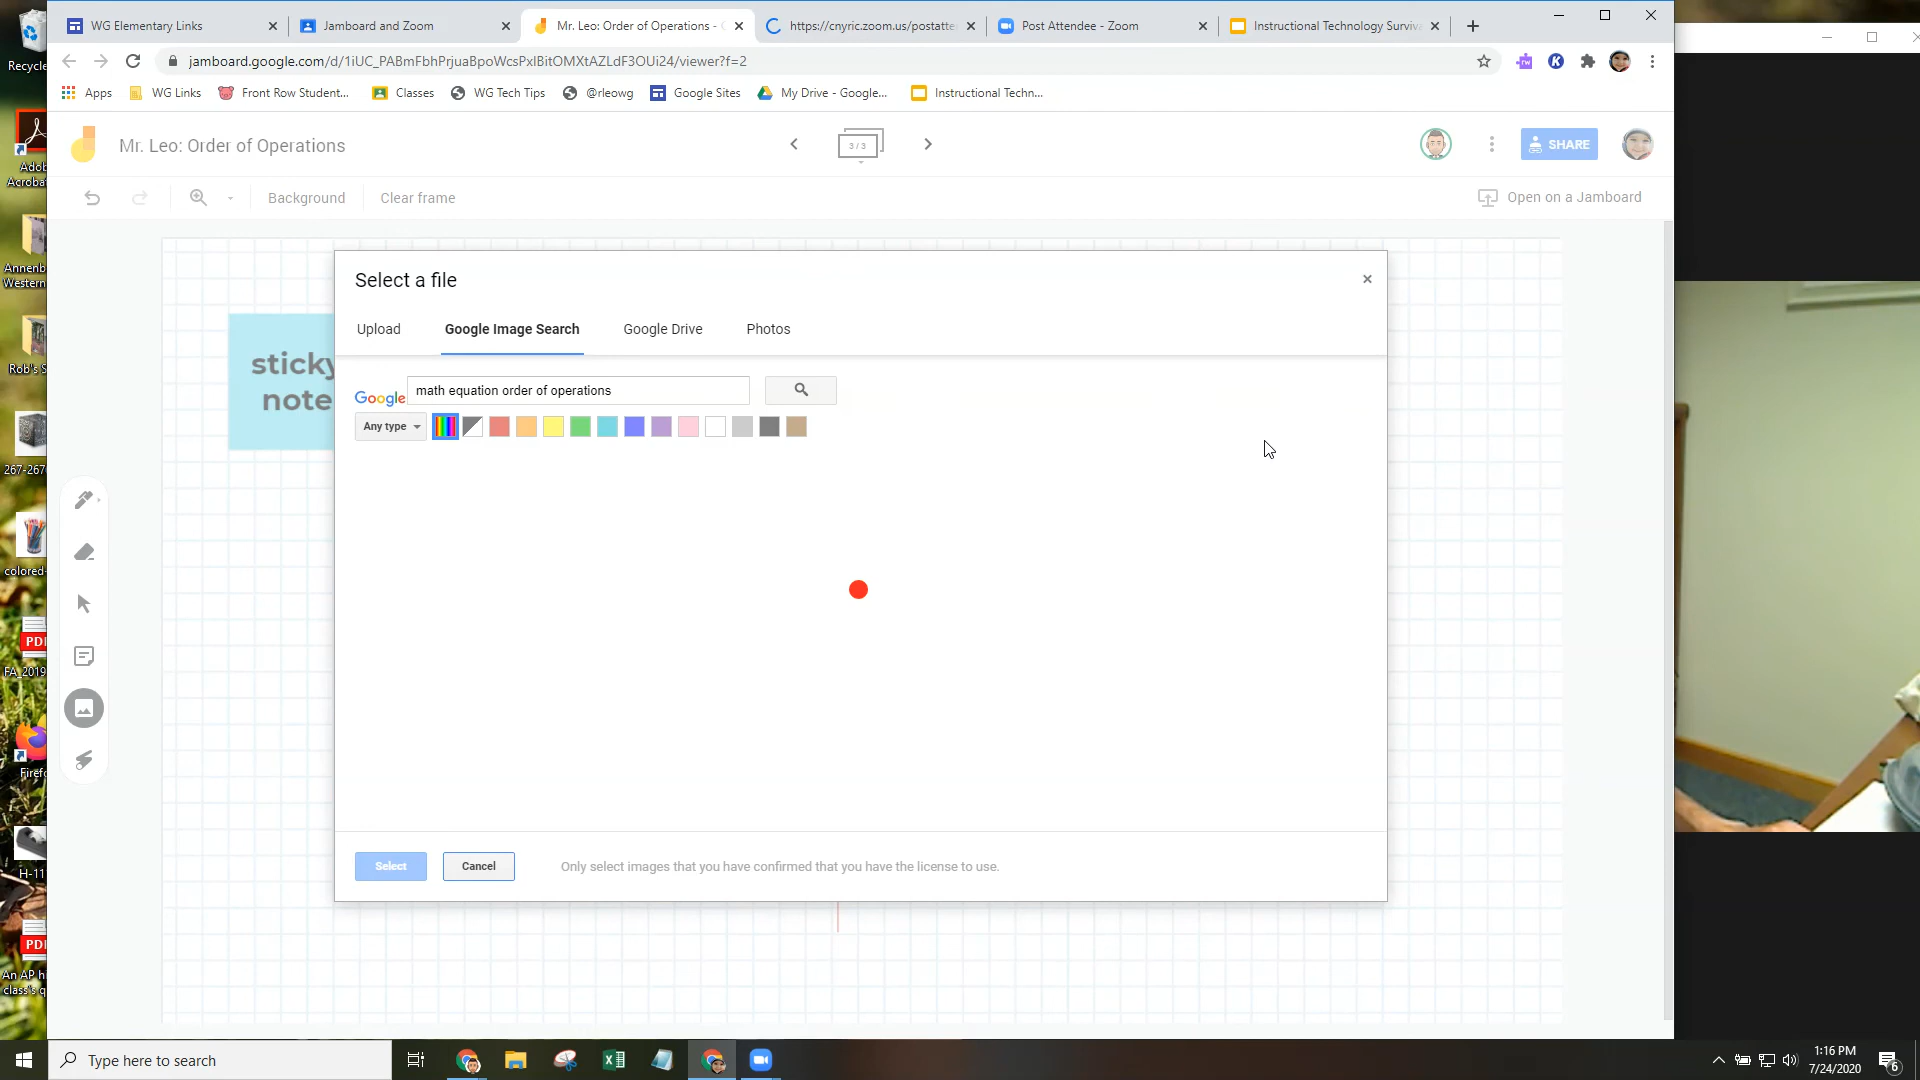 WG Elementary Links
Jamboard and Zoom
Mr. Leo: Order of Operations -
https://cnyric.zoom.us/postatte
Post Attendee - Zoom
Instructional Technology Surviva
jamboard.google.com/d/1iUC_PABmFbhPrjuaBpoWcsPxlBitOMXtAZLdF3OUi24/viewer?f=2
Apps
WG Links
Front Row Student...
Classes
WG Tech Tips
@rleowg
Google Sites
My Drive - Google...
Instructional Techn...
Mr. Leo: Order of Operations
3 / 3
SHARE
Background
Clear frame
Open on a Jamboard
sticky
note
Select a file
Upload
Google Image Search
Google Drive
Photos
Google
math equation order of operations
Any type
Select
Cancel
Only select images that you have confirmed that you have the license to use.
Recycle
Adob
Acrobat
Annenb
Western
Rob's S
267-267
colored-
PDF
FA_2019
Firefo
H-11
PDF
An AP hi
class's q
Type here to search
1:16 PM
7/24/2020
6